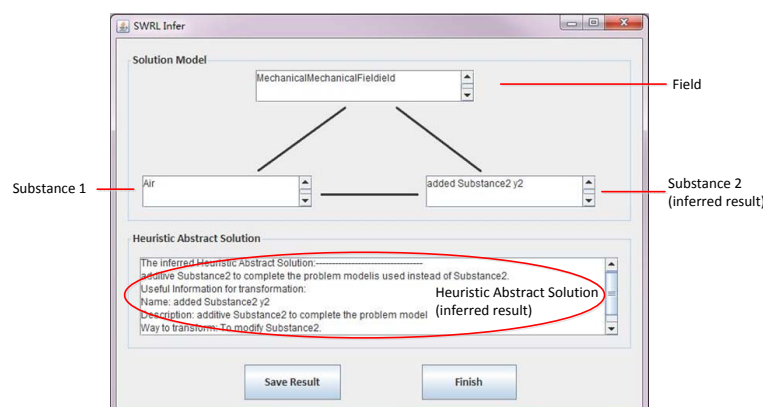 SWRL Infer
Solution Model
MechanicalMechanicalFieldield
Field
Substance 1
Air
added Substance2 y2
Substance 2
(inferred result)
Heuristic Abstract Solution
The inferred Heuristic Abstract Solution:------------------------------------
additive Substance2 to complete the problem modelis used instead of Substance2.
Useful Information for transformation:
Name: added Substance2 y2
Description: additive Substance2 to complete the problem model
Way to transform: To modify Substance2.
Heuristic Abstract Solution
(inferred result)
Save Result
Finish